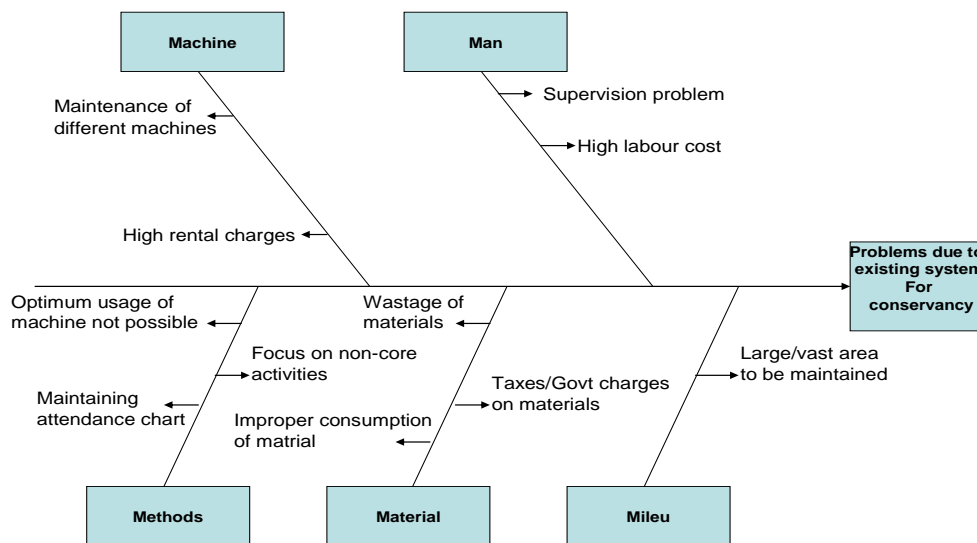 Machine
Man
Maintenance of
different machines
Supervision problem
High labour cost
High rental charges
Problems due to
existing system
For
conservancy
Optimum usage of
machine not possible
Wastage of
materials
Focus on non-core
activities
Large/vast area
to be maintained
Maintaining
attendance chart
Taxes/Govt charges
on materials
Improper consumption
of matrial
Methods
Material
Mileu